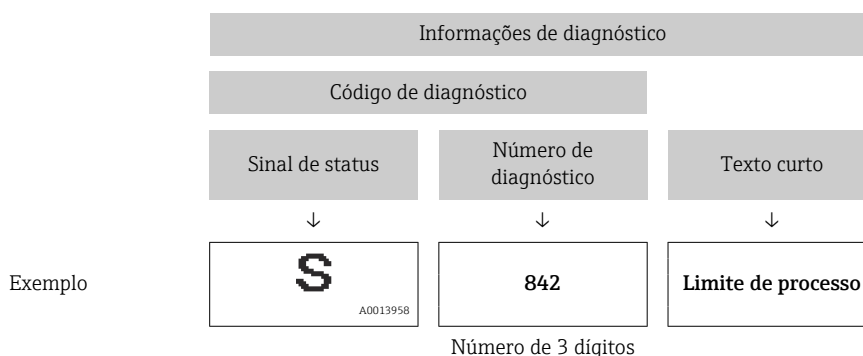 Informações de diagnóstico
Código de diagnóstico
Sinal de status
Número de
diagnóstico
Texto curto
↓ ↓ ↓
Exemplo
S
A0013958
842
Limite de processo
Número de 3 dígitos